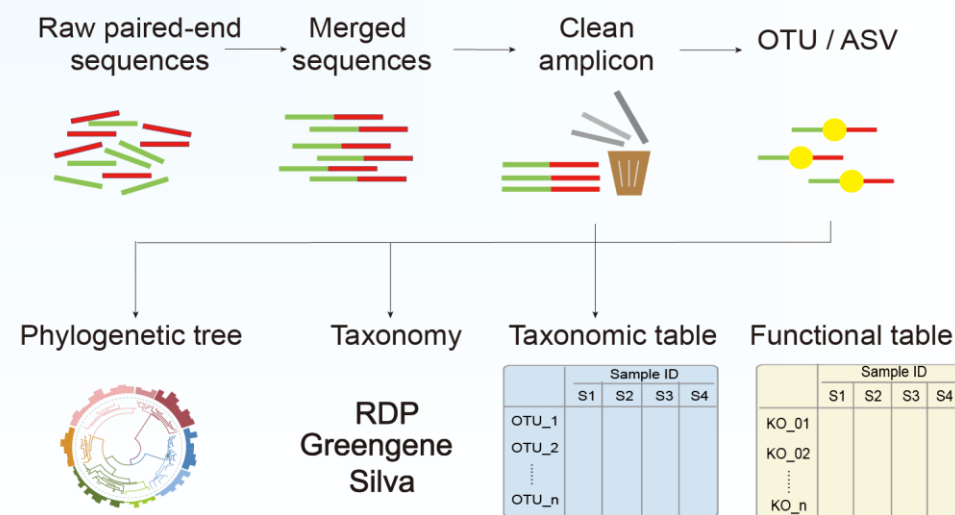 Raw paired-end
sequences
Merged
sequences
Clean
amplicon
OTU / ASV
Phylogenetic tree
Taxonomy
RDP
Greengene
Silva
Taxonomic table
Sample ID
S1 S2 S3 S4
OTU_1
OTU_2
OTU_n
Functional table
Sample ID
S1 S2 S3 S4
KO_01
KO_02
KO_n